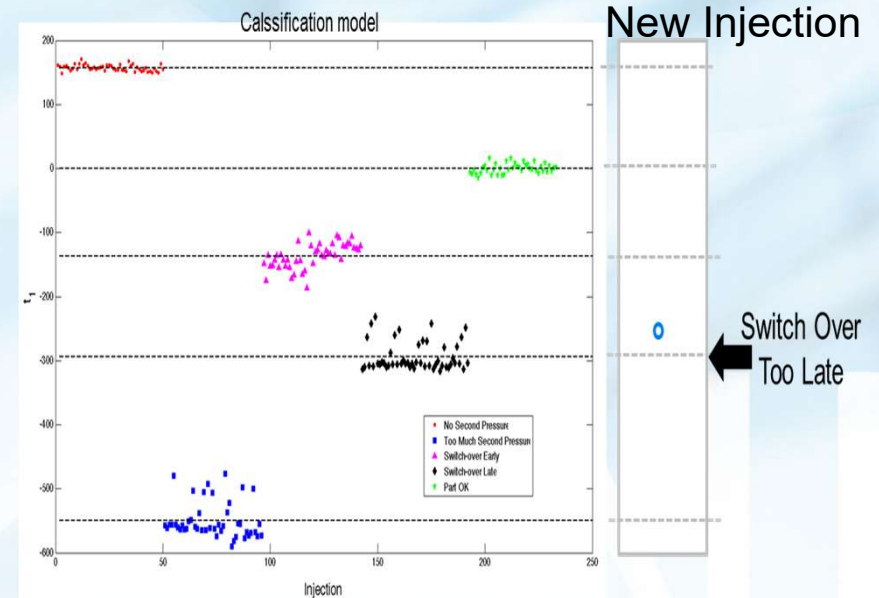 Calssification model
New Injection
200
100
0
-100
-200
-300
-400
-500
-600
t_1
0
50
100
150
200
250
Injection
No Second Pressure
Too Much Second Pressure
Switch-over Early
Switch-over Late
Part OK
Switch Over
Too Late